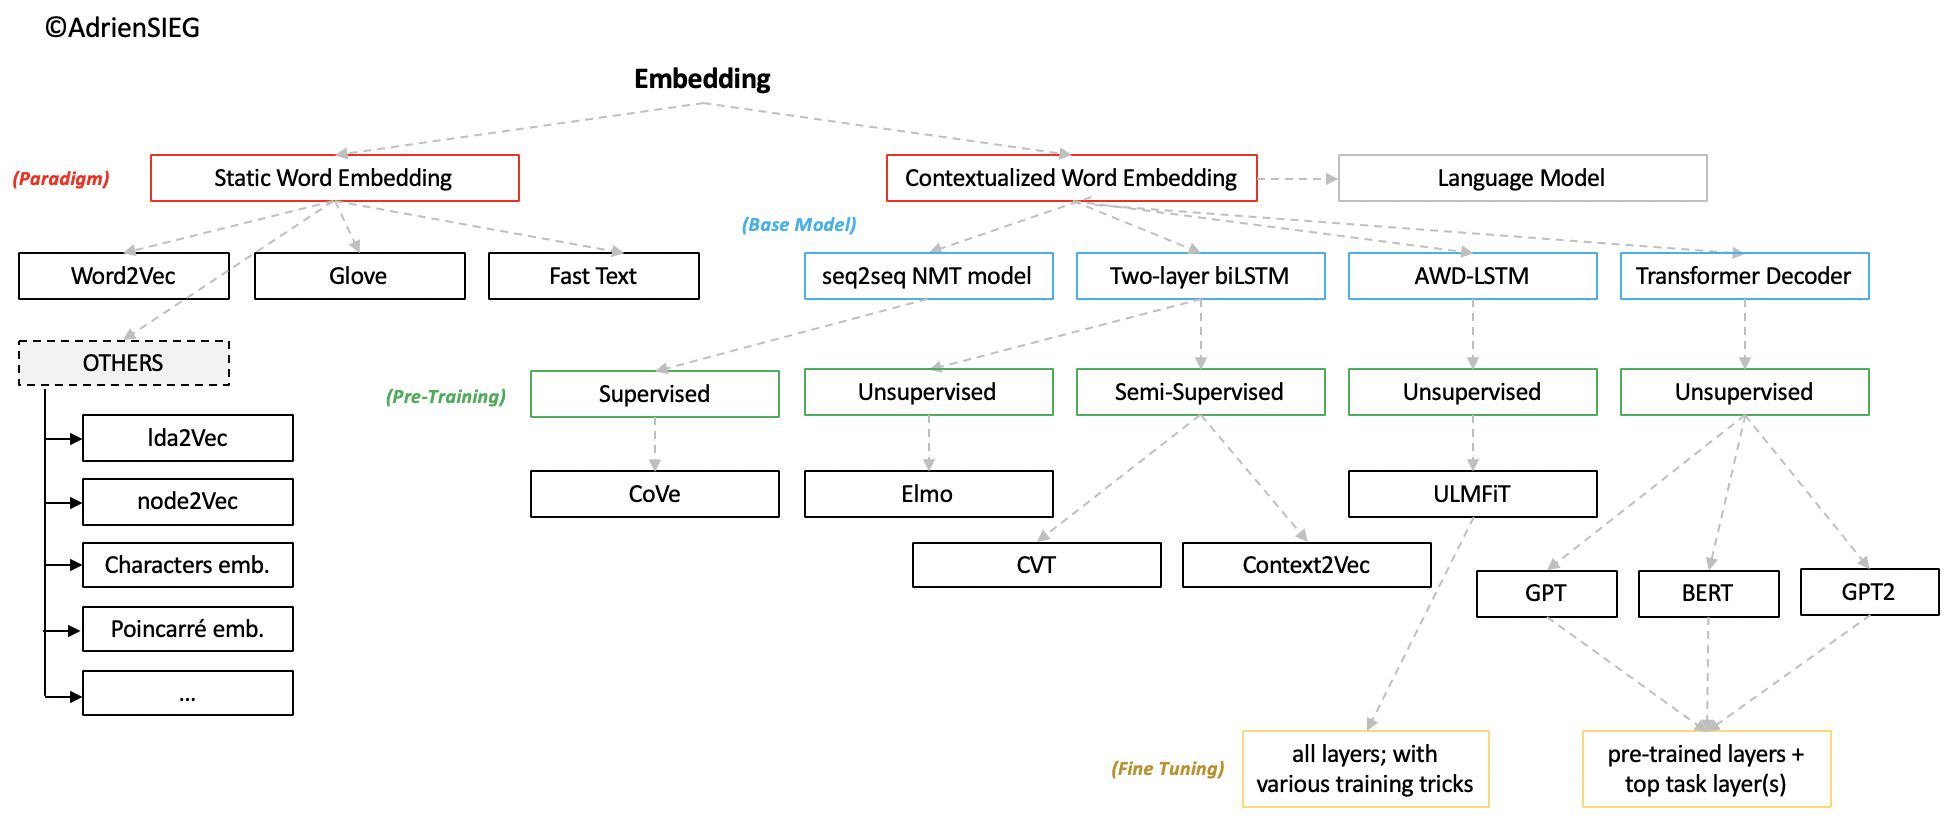 ©AdrienSIEG
Embedding
(Paradigm)
Static Word Embedding
Contextualized Word Embedding
Language Model
(Base Model)
Word2Vec
Glove
Fast Text
seq2seq NMT model
Two-layer biLSTM
AWD-LSTM
Transformer Decoder
OTHERS
(Pre-Training)
Supervised
Unsupervised
Semi-Supervised
Unsupervised
Unsupervised
lda2Vec
node2Vec
Characters emb.
Poincarré emb.
...
CoVe
Elmo
ULMFiT
CVT
Context2Vec
GPT
BERT
GPT2
(Fine Tuning)
all layers; with
various training tricks
pre-trained layers +
top task layer(s)